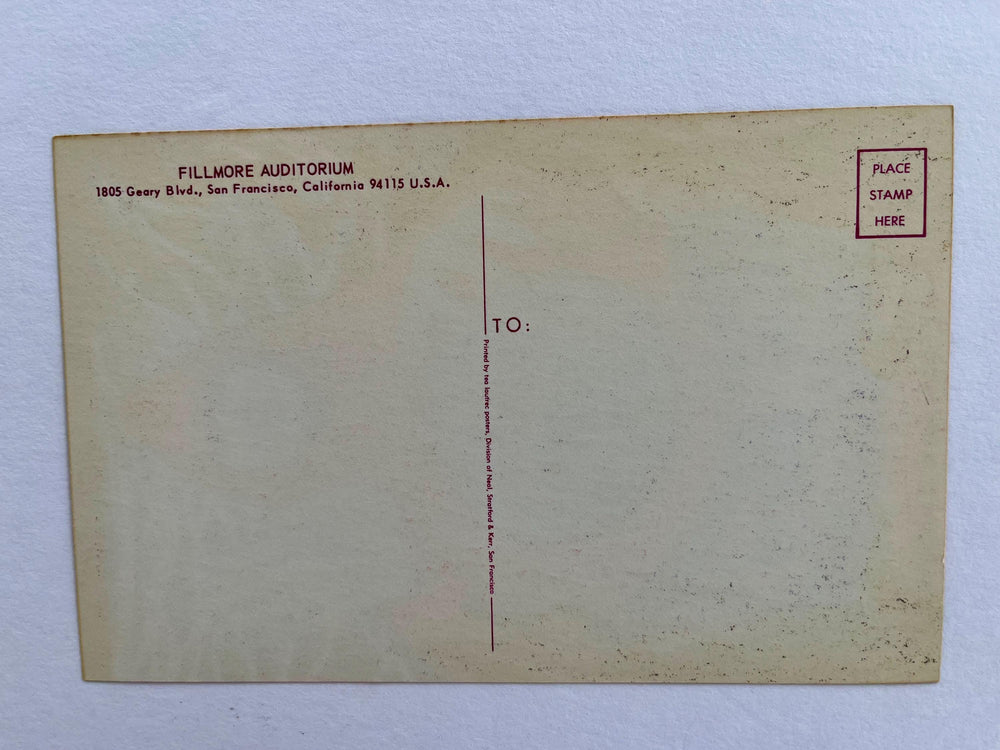 FILLMORE AUDITORIUM
1805 Geary Blvd., San Francisco, California 94115 U.S.A.
PLACE
STAMP
HERE
TO:
Printed by tea lautrec posters, Division of Neal, Stratford & Kerr, San Francisco